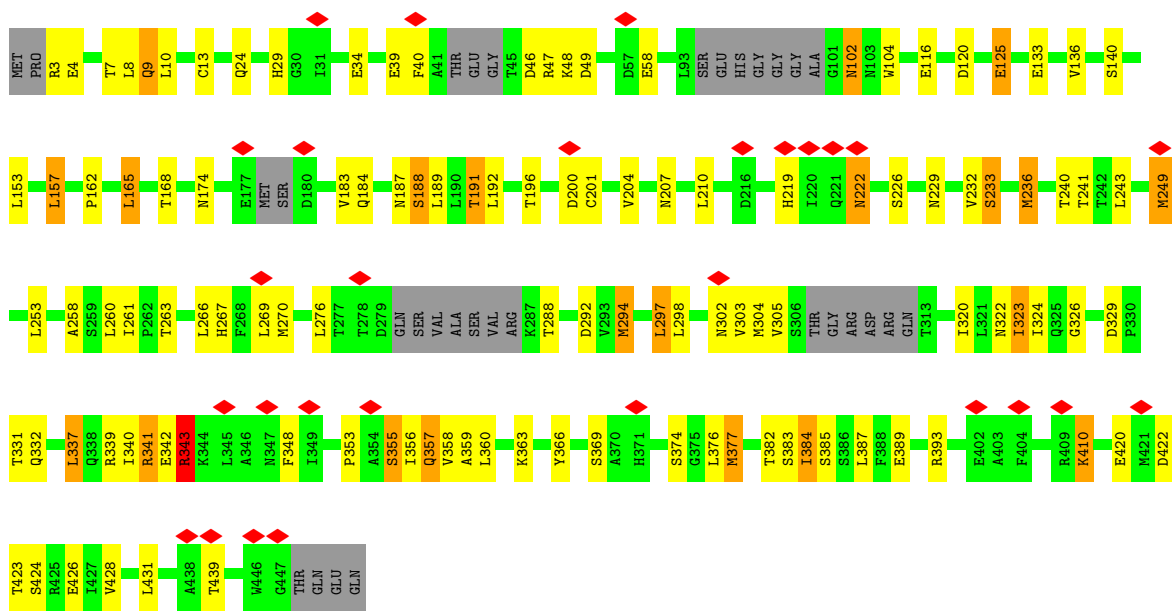 MET PRO R3 E4 T7 L8 Q9 L10 C13 Q24 H29 G30 I31 E34 E39 F40 A41 THR GLU GLY T45 D46 R47 K48 D49 D57 E58 L93 SER GLU HIS GLY GLY GLY ALA G101 N102 N103 W104 E116 D120 E125 E133 V136 S140
L153 L157 P162 L165 T168 N174 E177 MET SER D180 V183 Q184 N187 S188 L189 L190 T191 L192 T196 D200 C201 V204 N207 L210 D216 H219 I220 Q221 N222 S226 N229 V232 S233 M236 T240 T241 T242 L243 M249
L253 A258 S259 L260 I261 P262 T263 L266 H267 F268 L269 M270 L276 T277 T278 D279 GLN SER VAL ALA SER VAL ARG K287 T288 D292 V293 M294 L297 L298 N302 V303 M304 V305 S306 THR GLY ARG ASP ARG GLN T313 I320 L321 N322 I323 I324 Q325 G326 D329 P330
T331 Q332 L337 Q338 R339 I340 R341 E342 R343 K344 L345 A346 N347 F348 I349 P353 A354 S355 I356 Q357 V358 A359 L360 K363 Y366 S369 A370 H371 S374 G375 L376 M377 T382 S383 I384 S385 S386 L387 F388 E389 R393 E402 A403 F404 R409 K410 E420 M421 D422
T423 S424 R425 E426 I427 V428 L431 A438 T439 W446 G447 THR GLN GLU GLN